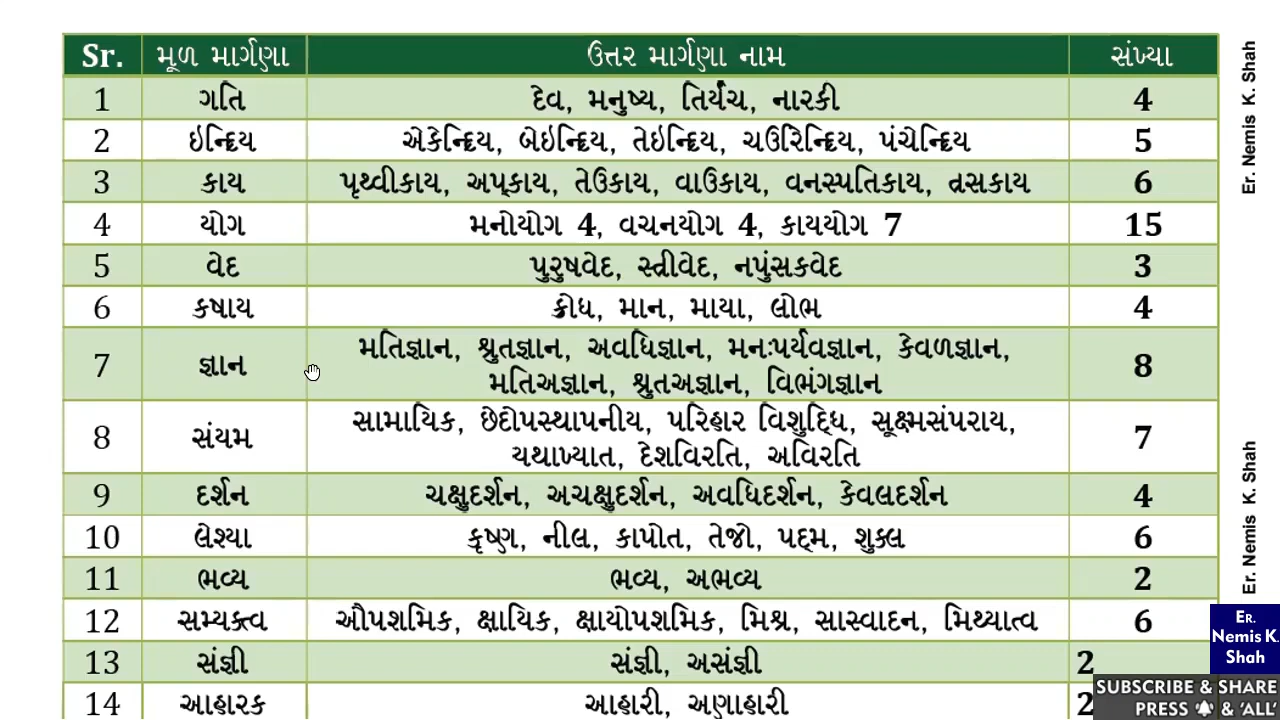 Sr. મૂળ માર્ગણા ઉત્તર માર્ગણા નામ સંખ્યા
1 ગતિ દેવ, મનુષ્ય, તિર્યંચ, નારકી 4
2 ઇન્દ્રિય એકેન્દ્રિય, બેઇન્દ્રિય, તેઇન્દ્રિય, ચઉરિન્દ્રિય, પંચેન્દ્રિય 5
3 કાય પૃથ્વીકાય, અપ્કાય, તેઉકાય, વાઉકાય, વનસ્પતિકાય, ત્રસકાય 6
4 યોગ મનોયોગ 4, વચનયોગ 4, કાયયોગ 7 15
5 વેદ પુરુષવેદ, સ્ત્રીવેદ, નપુંસકવેદ 3
6 કષાય ક્રોધ, માન, માયા, લોભ 4
7 જ્ઞાન મતિજ્ઞાન, શ્રુતજ્ઞાન, અવધિજ્ઞાન, મનઃપર્યવજ્ઞાન, કેવળજ્ઞાન,
મતિઅજ્ઞાન, શ્રુતઅજ્ઞાન, વિભંગજ્ઞાન 8
8 સંયમ સામાયિક, છેદોપસ્થાપનીય, પરિહાર વિશુદ્ધિ, સૂક્ષ્મસંપરાય,
યથાખ્યાત, દેશવિરતિ, અવિરતિ 7
9 દર્શન ચક્ષુદર્શન, અચક્ષુદર્શન, અવધિદર્શન, કેવલદર્શન 4
10 લેશ્યા કૃષ્ણ, નીલ, કાપોત, તેજો, પદ્મ, શુક્લ 6
11 ભવ્ય ભવ્ય, અભવ્ય 2
12 સમ્યક્ત્વ ઔપશમિક, ક્ષાયિક, ક્ષાયોપશમિક, મિશ્ર, સાસ્વાદન, મિથ્યાત્વ 6
13 સંજ્ઞી સંજ્ઞી, અસંજ્ઞી 2
14 આહારક આહારી, અણાહારી 2
Er. Nemis K. Shah
Er. Nemis K. Shah
ER.
Nemis K.
Shah
SUBSCRIBE & SHARE
PRESS & 'ALL'